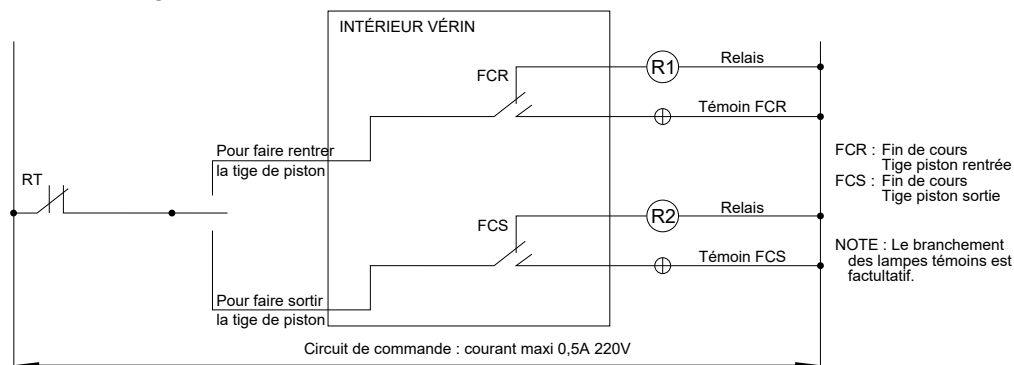 INTÉRIEUR VÉRIN
R1
Relais
FCR
Témoin FCR
Pour faire rentrer
la tige de piston
RT
FCR : Fin de cours
Tige piston rentrée
FCS : Fin de cours
Tige piston sortie
R2
Relais
FCS
Témoin FCS
NOTE : Le branchement
des lampes témoins est
factultatif.
Pour faire sortir
la tige de piston
Circuit de commande : courant maxi 0,5A 220V